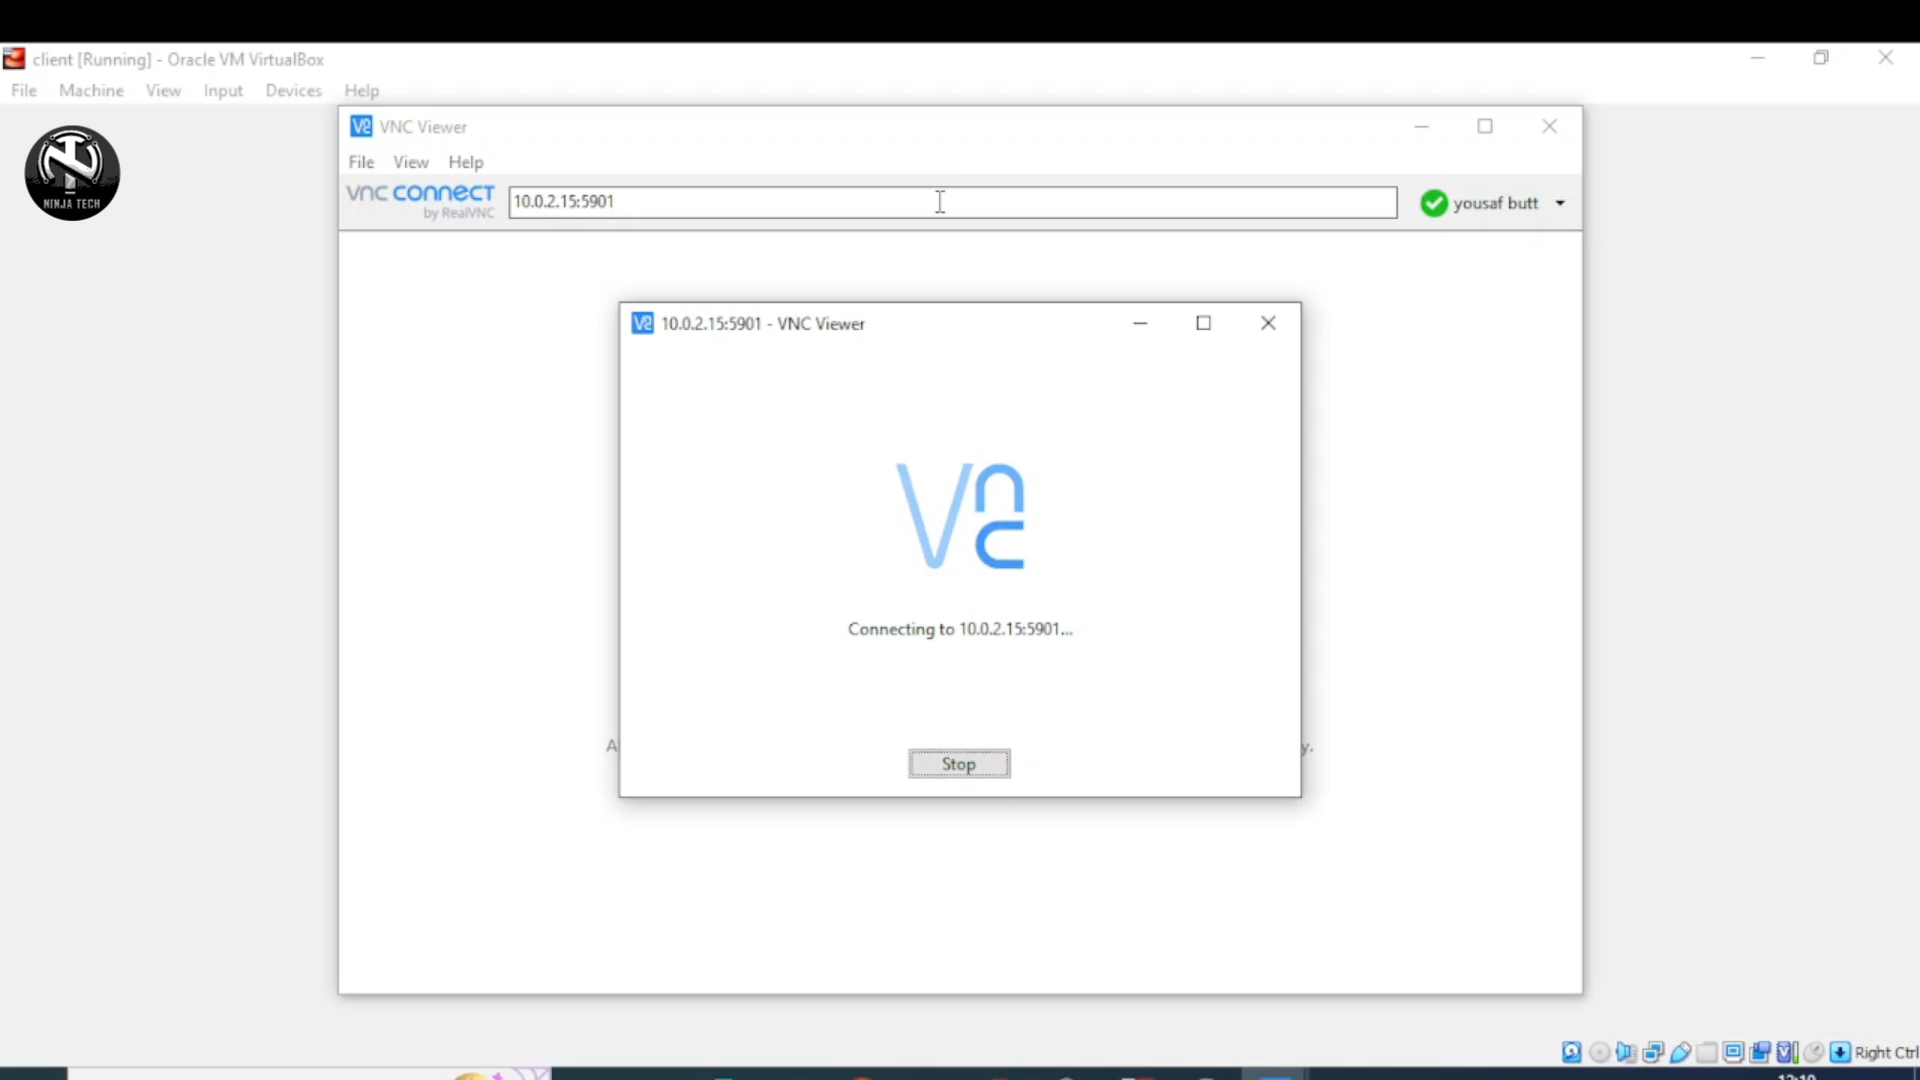 client [Running] - Oracle VM VirtualBox
File Machine View Input Devices Help
NINJA TECH
VNC VNC Viewer
File View Help
vnc connect
by RealVNC
10.0.2.15:5901
yousaf butt
10.0.2.15:5901 - VNC Viewer
Vnc
Connecting to 10.0.2.15:5901...
A
y.
Stop
Right Ctrl